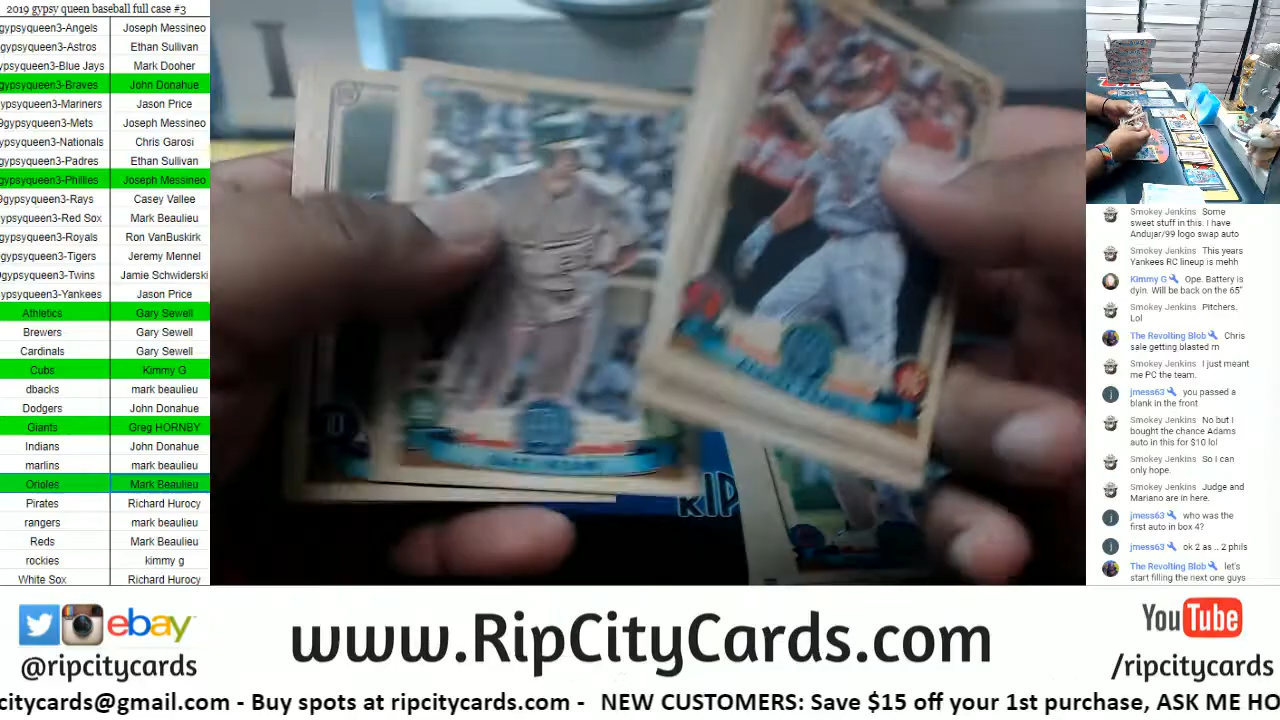 2019 gypsy queen baseball full case #3
gypsyqueen3-Angels Joseph Messineo
gypsyqueen3-Astros Ethan Sullivan
gypsyqueen3-Blue Jays Mark Dooher
gypsyqueen3-Braves John Donahue
gypsyqueen3-Mariners Jason Price
9gypsyqueen3-Mets Joseph Messineo
gypsyqueen3-Nationals Chris Garosi
gypsyqueen3-Padres Ethan Sullivan
gypsyqueen3-Phillies Joseph Messineo
9gypsyqueen3-Rays Casey Vallee
gypsyqueen3-Red Sox Mark Beaulieu
gypsyqueen3-Royals Ron VanBuskirk
gypsyqueen3-Tigers Jeremy Mennel
gypsyqueen3-Twins Jamie Schwiderski
ypsyqueen3-Yankees Jason Price
Athletics Gary Sewell
Brewers Gary Sewell
Cardinals Gary Sewell
Cubs Kimmy G
dbacks mark beaulieu
Dodgers John Donahue
Giants Greg HORNBY
Indians John Donahue
marlins mark beaulieu
Orioles Mark Beaulieu
Pirates Richard Hurocy
rangers mark beaulieu
Reds Mark Beaulieu
rockies kimmy g
White Sox Richard Hurocy
RIP
Smokey Jenkins Some
sweet stuff in this. I have
Andujar/99 logo swap auto
Smokey Jenkins This years
Yankees RC lineup is mehh
Kimmy G Ope. Battery is
dyin. Will be back on the 65"
Smokey Jenkins Pitchers.
Lol
The Revolting Blob Chris
sale getting blasted rn
Smokey Jenkins I just meant
me PC the team.
jmess63 you passed a
blank in the front
Smokey Jenkins No but I
bought the chance Adams
auto in this for $10 lol
Smokey Jenkins So I can
only hope.
Smokey Jenkins Judge and
Mariano are in here.
jmess63 who was the
first auto in box 4?
jmess63 ok 2 as .. 2 phils
The Revolting Blob let's
start filling the next one guys
ebay
@ripcitycards
www.RipCityCards.com
YouTube
/ripcitycards
citycards@gmail.com - Buy spots at ripcitycards.com - NEW CUSTOMERS: Save $15 off your 1st purchase, ASK ME HO